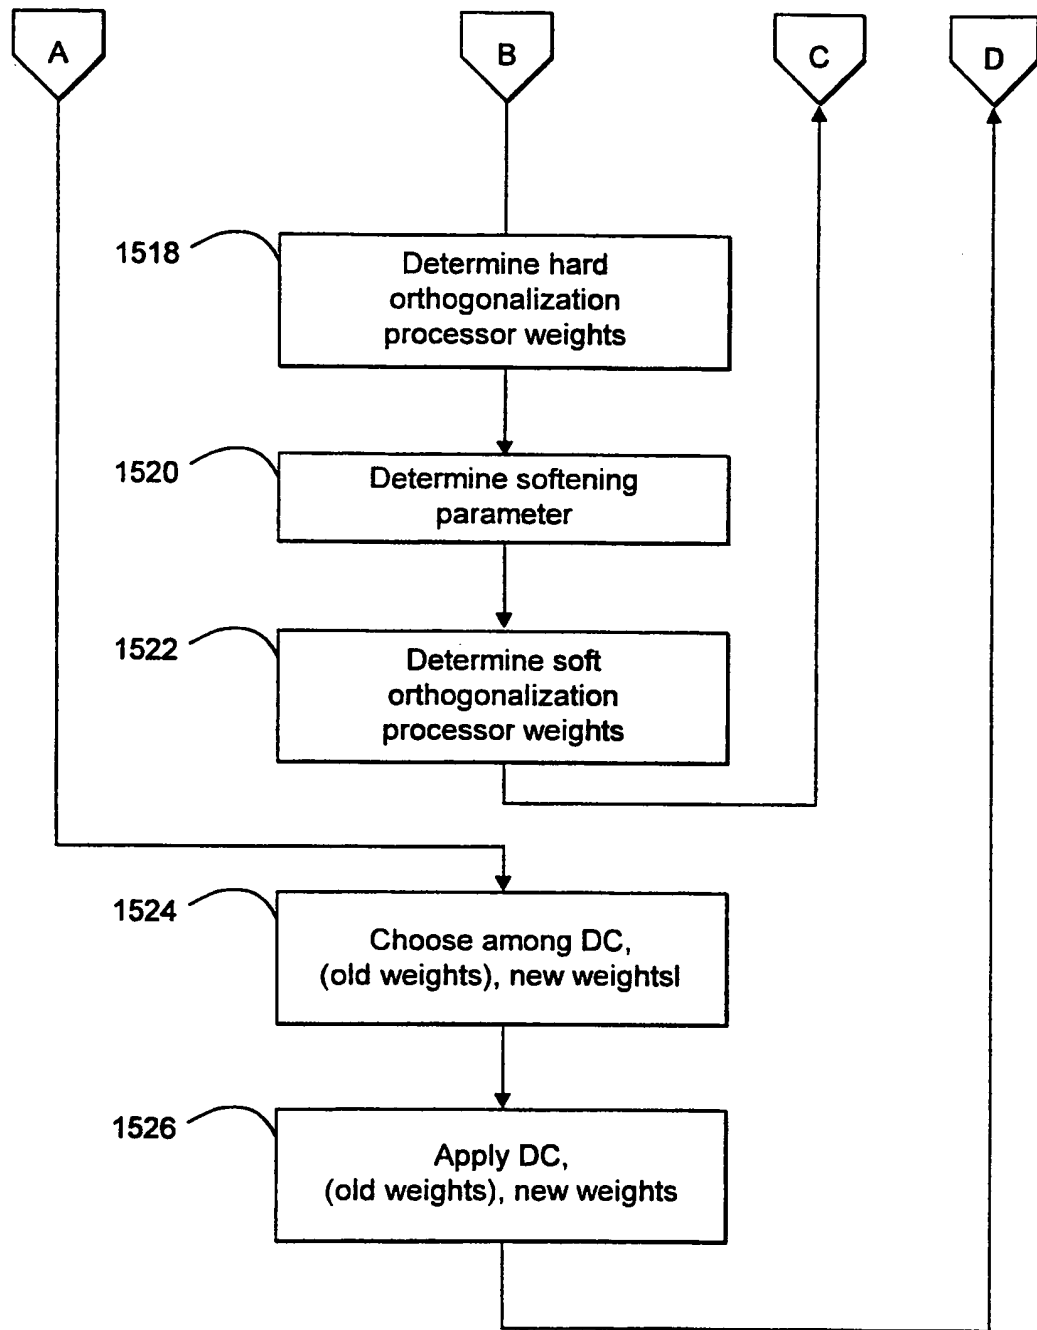 A
B
C
D
1518
Determine hard
orthogonalization
processor weights
1520
Determine softening
parameter
1522
Determine soft
orthogonalization
processor weights
1524
Choose among DC,
(old weights), new weightsl
1526
Apply DC,
(old weights), new weights